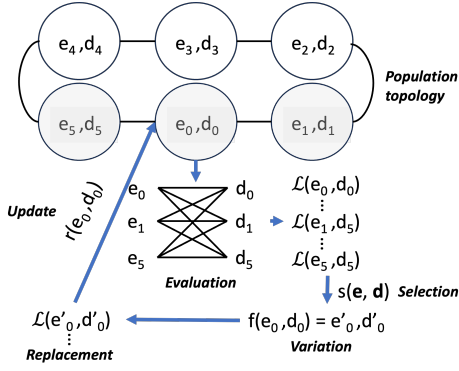 e₄,d₄
e₃,d₃
e₂,d₂
Population
topology
e₅,d₅
e₀,d₀
e₁,d₁
Update
r(e₀,d₀)
e₀
e₁
e₅
d₀
d₁
d₅
Evaluation
ℒ(e₀,d₀)
⋮
ℒ(e₁,d₅)
⋮
ℒ(e₅,d₅)
s(e, d)
Selection
f(e₀,d₀) = e’₀,d’₀
Variation
ℒ(e’₀,d’₀)
⋮
Replacement